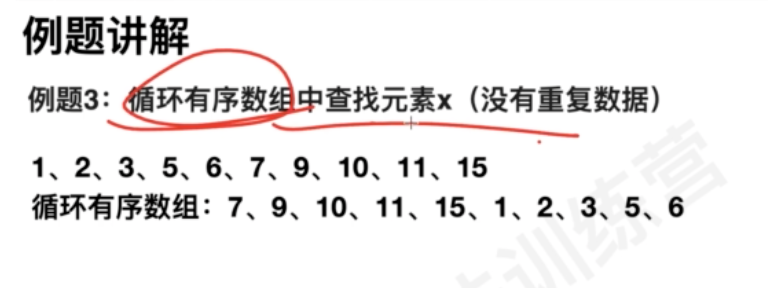 例题讲解
例题3：循环有序数组中查找元素x（没有重复数据）
1、2、3、5、6、7、9、10、11、15
循环有序数组：7、9、10、11、15、1、2、3、5、6
训练营